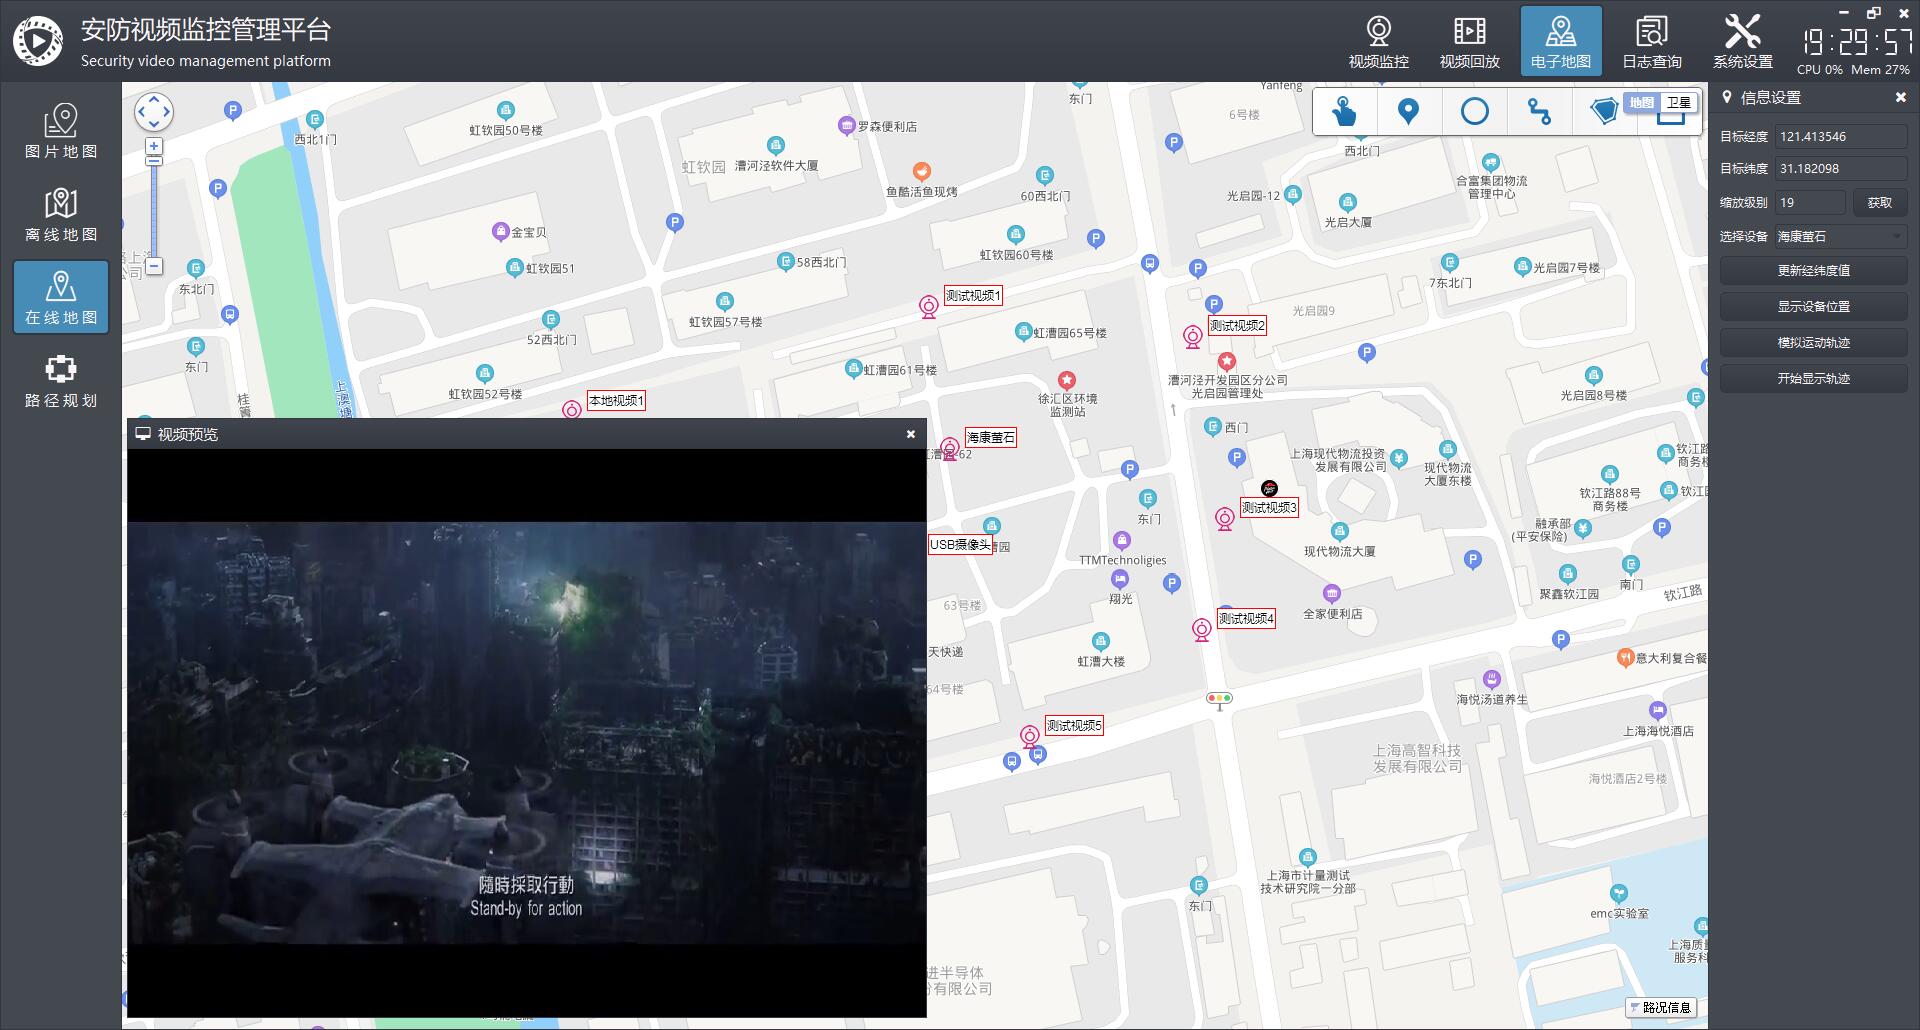 安防视频监控管理平台
Security video management platform
视频监控
视频回放
电子地图
日志查询
系统设置
19:29:57
CPU 0% Mem 27%
图片地图
离线地图
在线地图
路径规划
地图
卫星
信息设置
目标经度 121.413546
目标纬度 31.182098
缩放级别 19 获取
选择设备 海康萤石
更新经纬度值
显示设备位置
模拟运动轨迹
开始显示轨迹
Yanfeng
东门
6号楼
西北1门
虹钦园50号楼
罗森便利店
虹钦园
漕河泾软件大厦
西北门
鱼酷活鱼现烤
60西北门
光启园-12
光启大厦
合富集团物流
管理中心
金宝贝
虹钦园51
58西北门
虹钦园60号楼
7东北门
光启园7号楼
东北门
虹钦园57号楼
测试视频1
测试视频2
光启园9
52西北门
虹漕园65号楼
东门
虹钦园52号楼
虹漕园61号楼
徐汇区环境
监测站
漕河泾开发园区分公司
光启园管理处
光启园8号楼
上澳塘
本地视频1
西门
海康萤石
上海现代物流投资
发展有限公司
现代物流
大厦东楼
钦江路88号
商务楼
商务楼
钦江
测试视频3
东门
融承部
(平安保险)
USB摄像头
TTMTechnoligies
现代物流大厦
翔光
63号楼
全家便利店
聚鑫软江园
南门
钦江路
测试视频4
天快递
虹漕大楼
意大利复合餐
64号楼
海悦汤道养生
测试视频5
上海海悦酒店
上海高智科技
发展有限公司
海悦酒店2号楼
上海市计量测试
技术研究院一分部
东门
emc实验室
上海质
服务科
进半导体
份有限公司
路况信息
视频预览
隨時採取行動
Stand-by for action